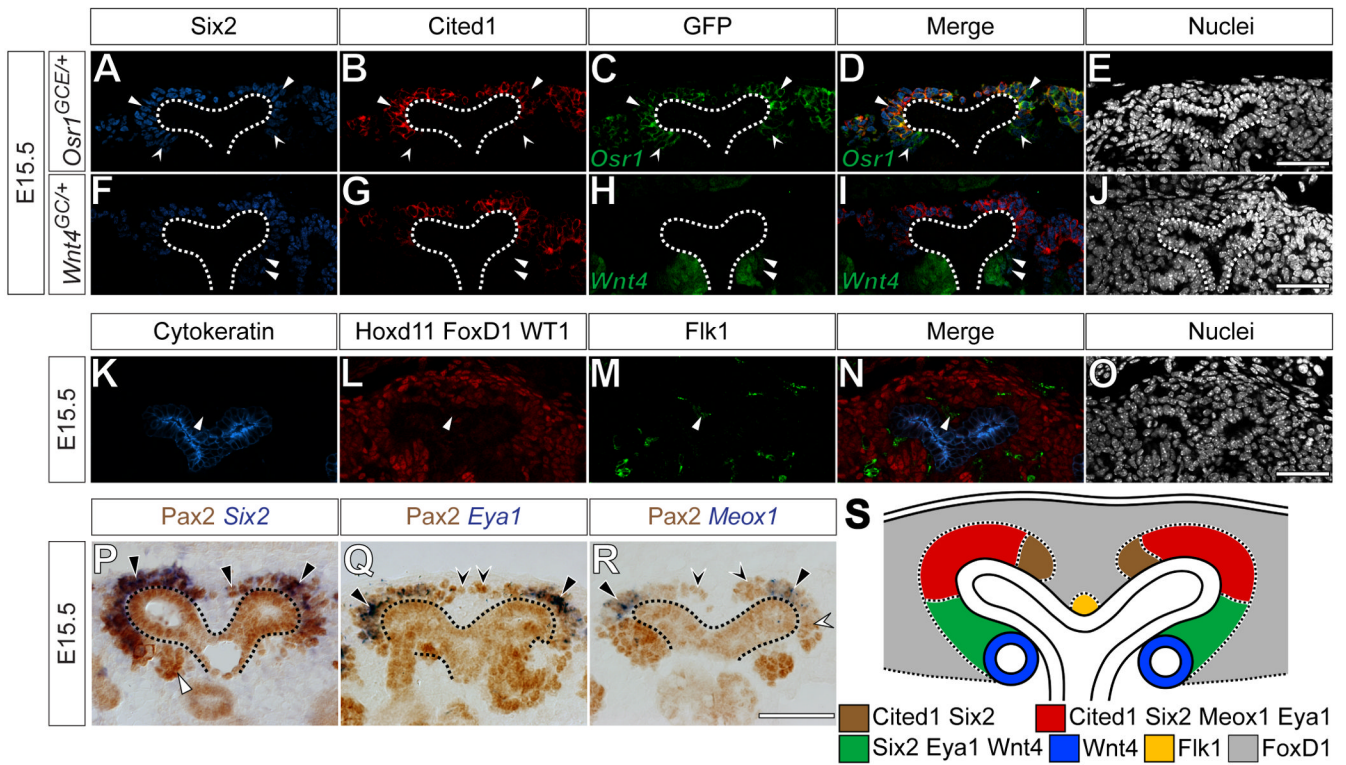 Six2 Cited1 GFP Merge Nuclei
E15.5
Osr1GCE/+
A B C D E
Osr1 Osr1
Wnt4GC/+
F G H I J
Wnt4 Wnt4
Cytokeratin Hoxd11 FoxD1 WT1 Flk1 Merge Nuclei
E15.5
K L M N O
Pax2 Six2 Pax2 Eya1 Pax2 Meox1
S
E15.5
P Q R
Cited1 Six2 Cited1 Six2 Meox1 Eya1
Six2 Eya1 Wnt4 Wnt4 Flk1 FoxD1